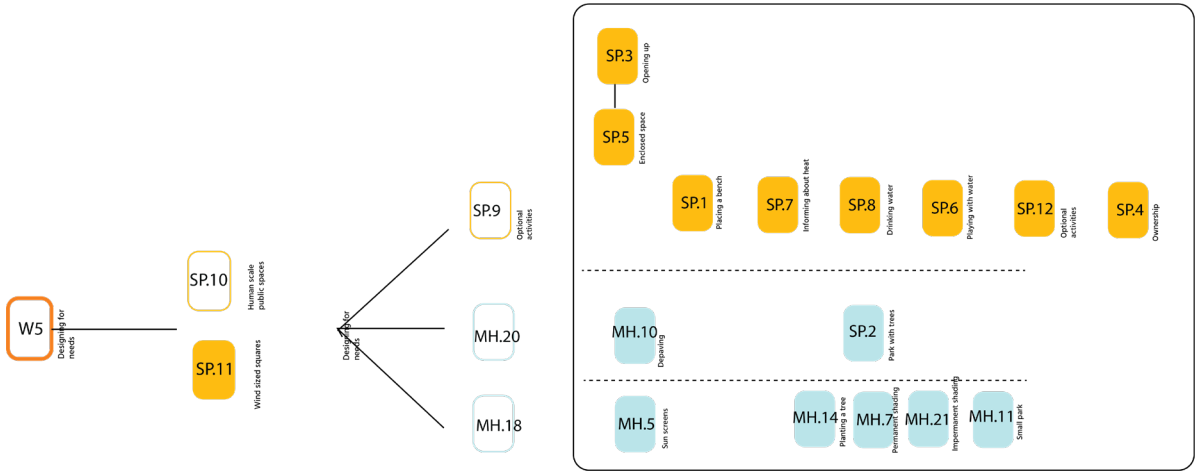 W5
Designing for
needs
SP.10
Human scale
public spaces
SP.11
Wind sized squares
Designing for
needs
SP.9
Optional
activities
MH.20
MH.18
SP.3
Opening up
SP.5
Enclosed space
SP.1
Placing a bench
SP.7
Informing about heat
SP.8
Drinking water
SP.6
Playing with water
SP.12
Optional
activities
SP.4
Ownership
MH.10
Depaving
SP.2
Park with trees
MH.5
Sun screens
MH.14
Planting a tree
MH.7
Permanent shading
MH.21
Impermanent shading
MH.11
Small park